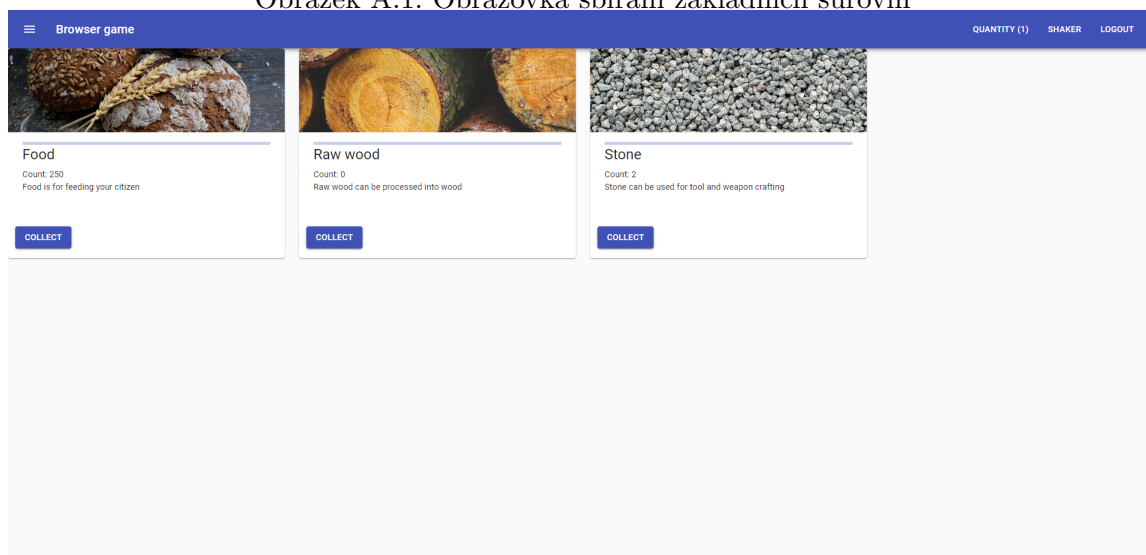 Obrázek A.1: Obrazovka sbírání základních surovin
Browser game
QUANTITY (1) SHAKER LOGOUT
Food
Count: 250
Food is for feeding your citizen
COLLECT
Raw wood
Count: 0
Raw wood can be processed into wood
COLLECT
Stone
Count: 2
Stone can be used for tool and weapon crafting
COLLECT